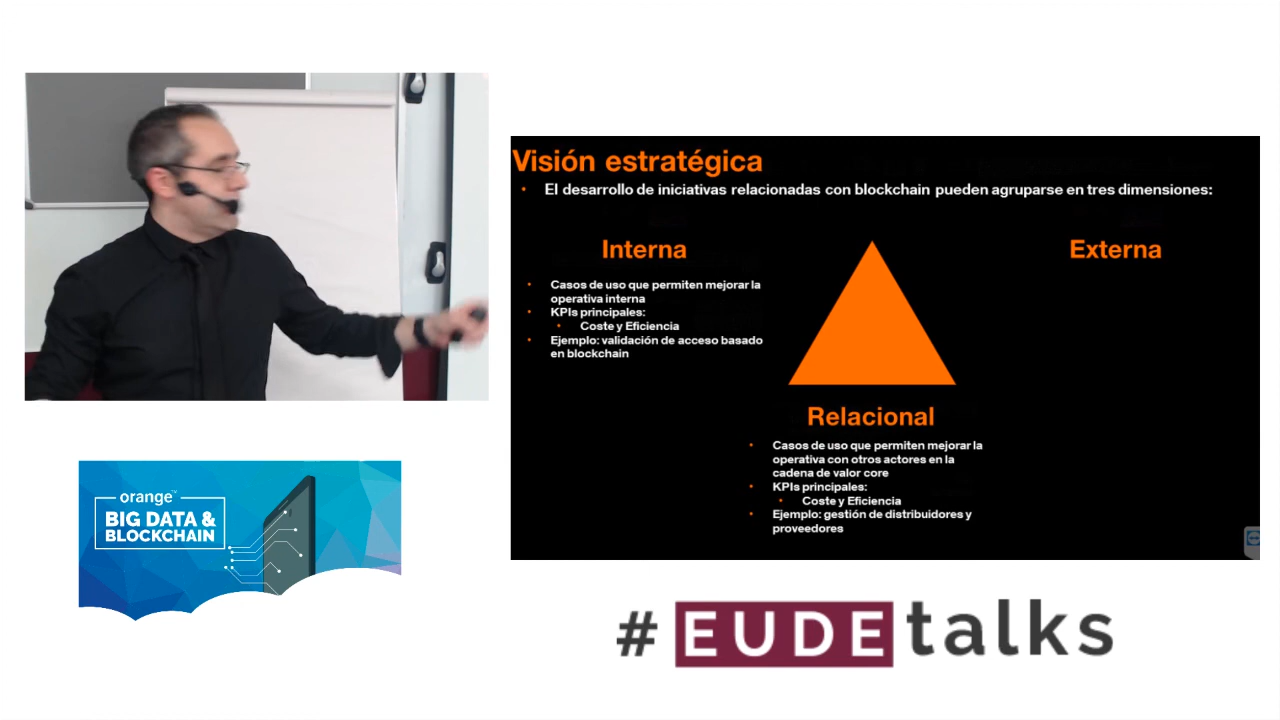 Visión estratégica
• El desarrollo de iniciativas relacionadas con blockchain pueden agruparse en tres dimensiones:
Interna
• Casos de uso que permiten mejorar la
operativa interna
• KPIs principales:
• Coste y Eficiencia
• Ejemplo: validación de acceso basado
en blockchain
Externa
Relacional
• Casos de uso que permiten mejorar la
operativa con otros actores en la
cadena de valor core
• KPIs principales:
• Coste y Eficiencia
• Ejemplo: gestión de distribuidores y
proveedores
orange™
BIG DATA &
BLOCKCHAIN
# EUDE talks